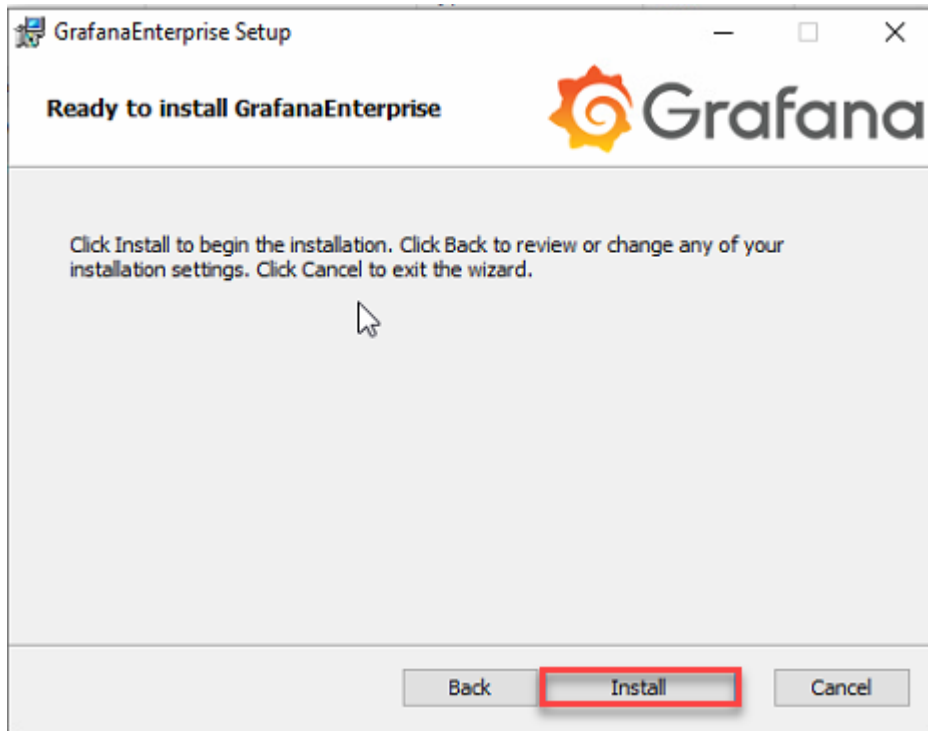 GrafanaEnterprise Setup
Ready to install GrafanaEnterprise
Grafana
Click Install to begin the installation. Click Back to review or change any of your
installation settings. Click Cancel to exit the wizard.
Back Install Cancel